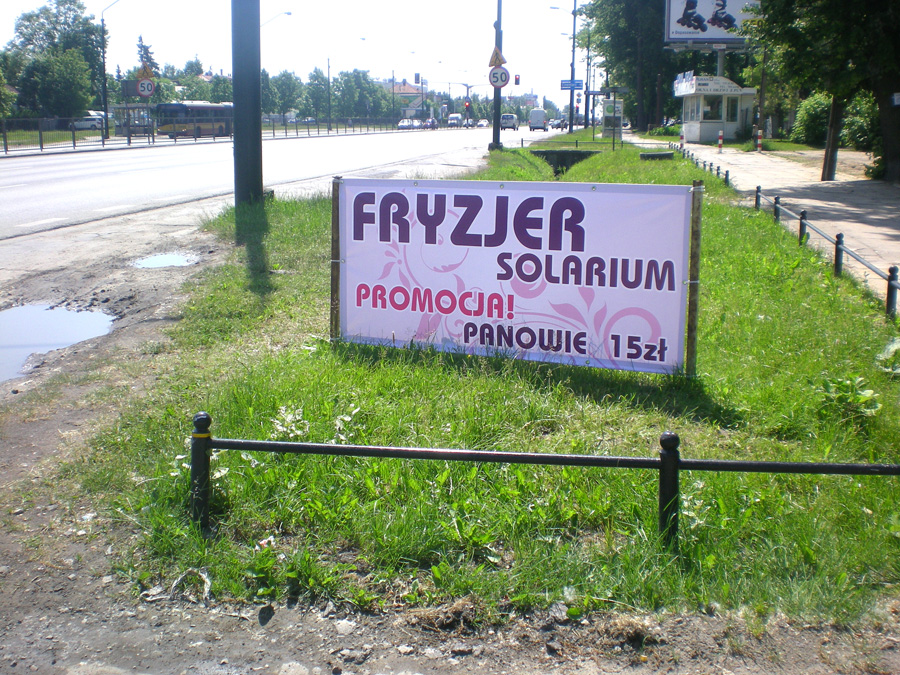 FRYZJER
SOLARIUM
PROMOCJA!
PANOWIE 15zł
50
50